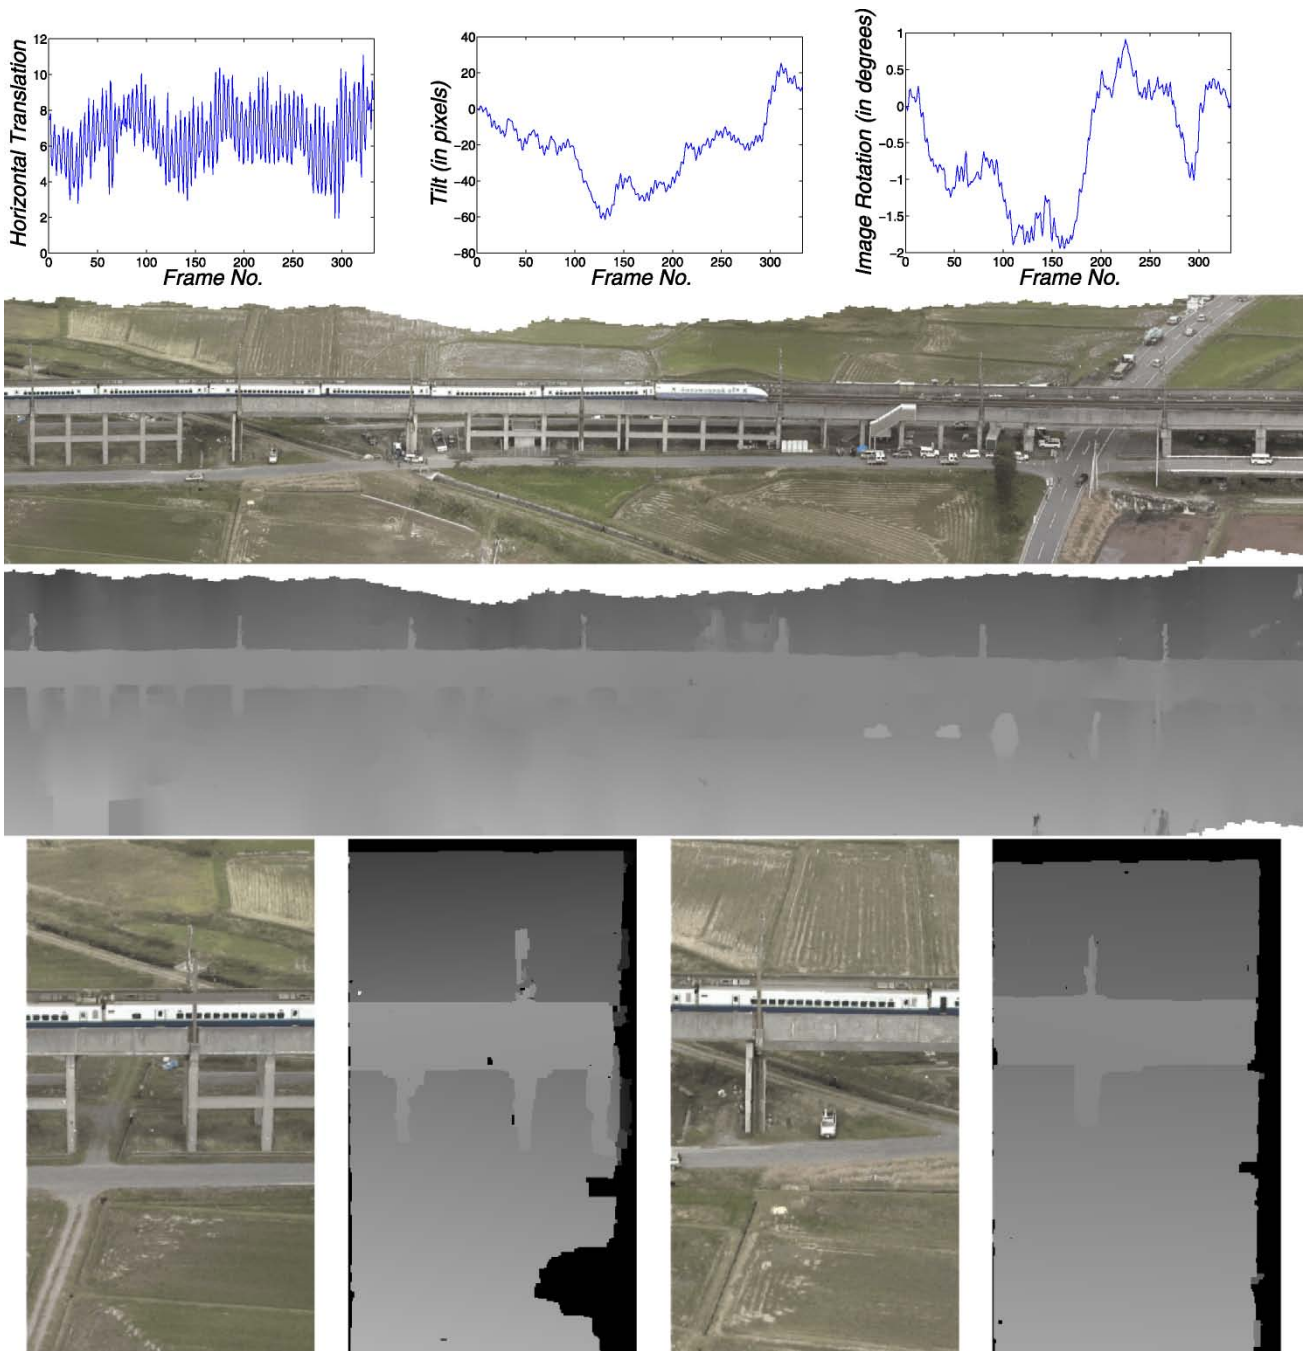 12
10
8
6
4
2
0
0 50 100 150 200 250 300
Horizontal Translation
Frame No.
40
20
0
−20
−40
−60
−80
0 50 100 150 200 250 300
Tilt (in pixels)
Frame No.
1
0.5
0
−0.5
−1
−1.5
−2
0 50 100 150 200 250 300
Image Rotation (in degrees)
Frame No.